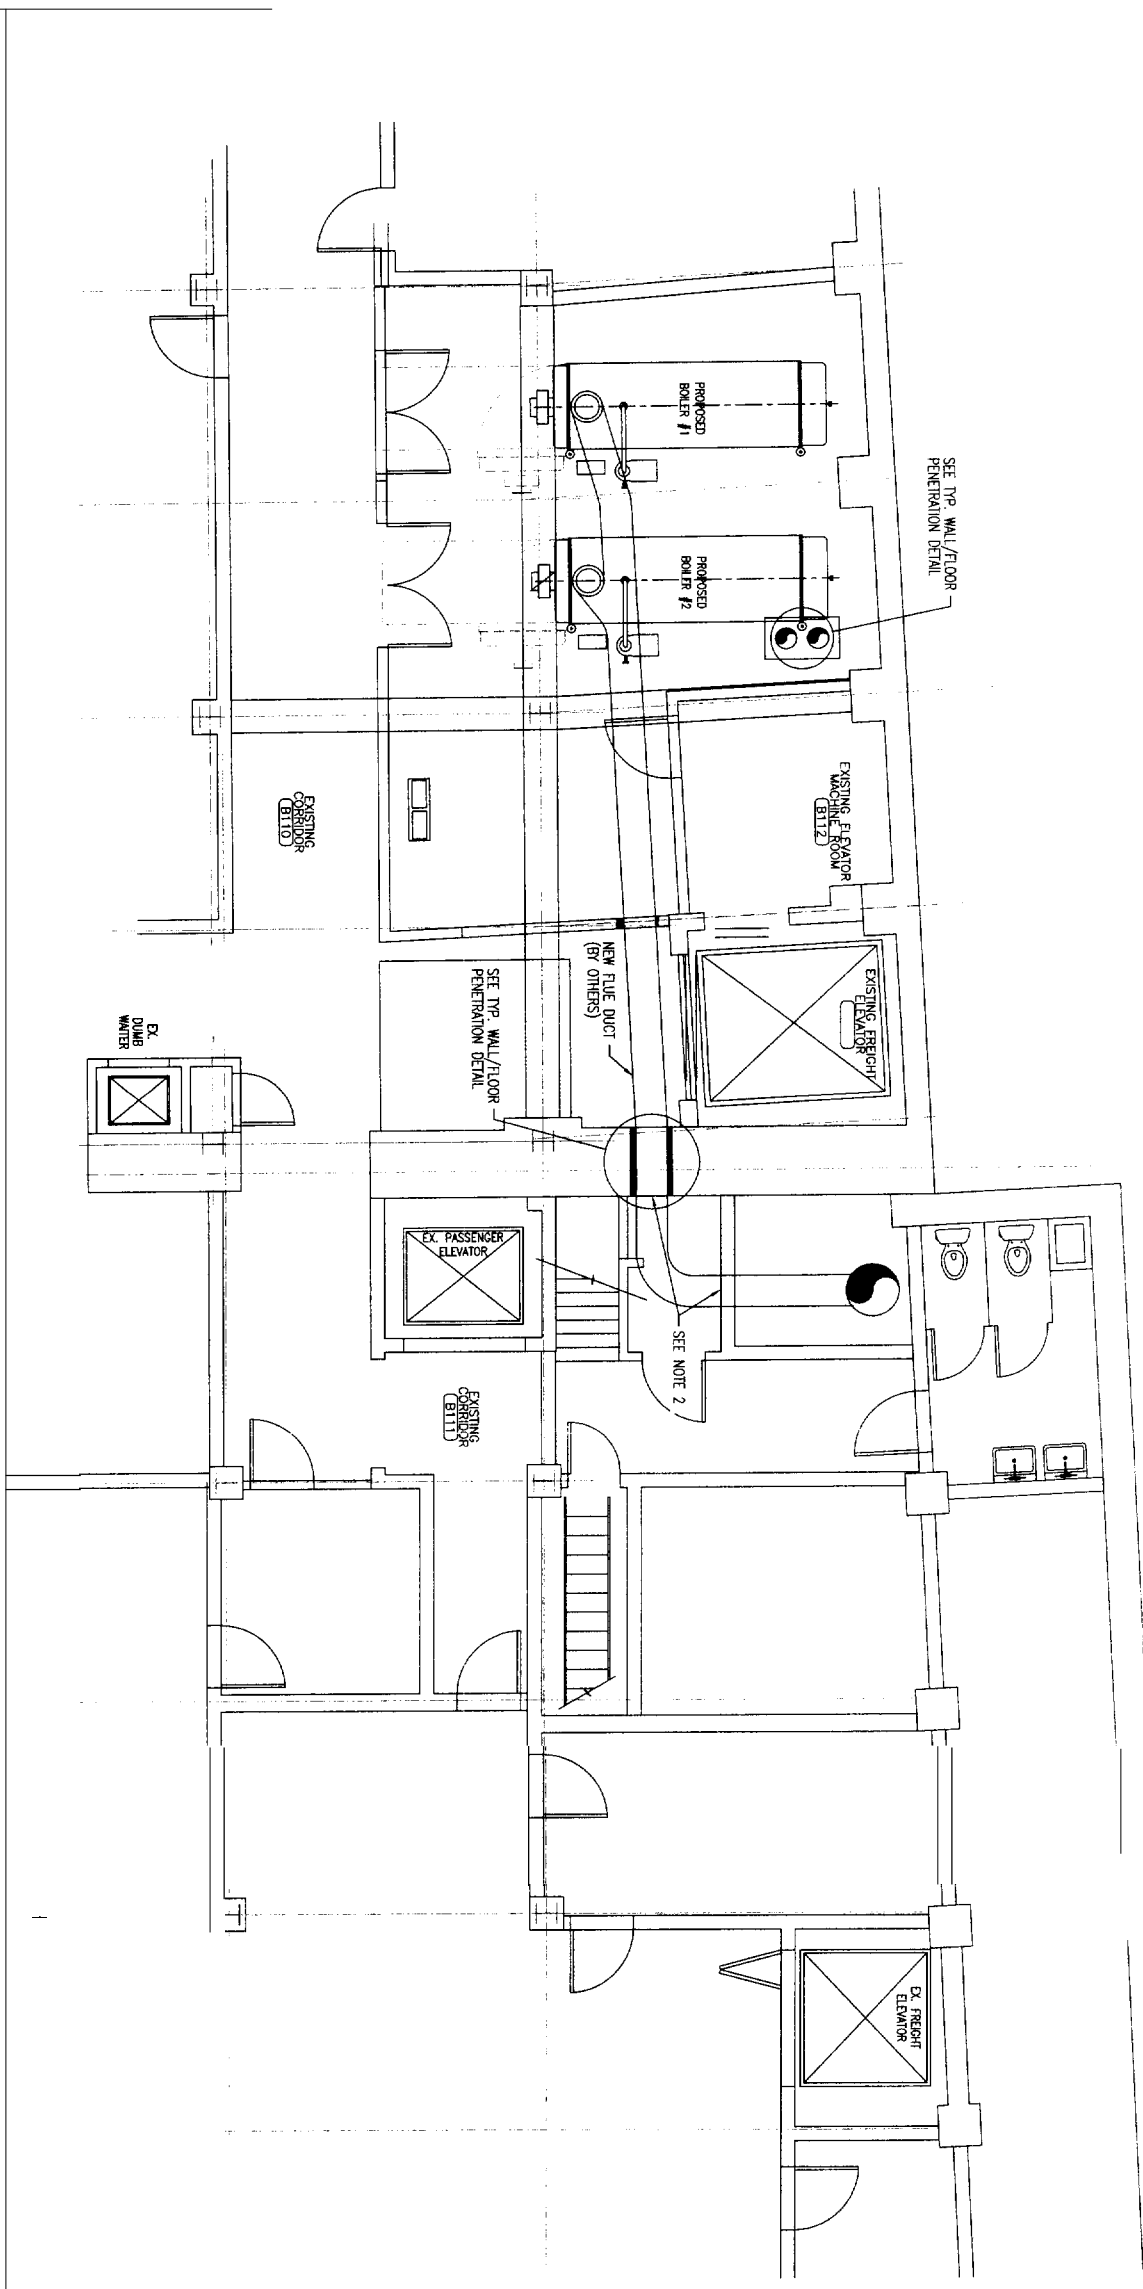 SEE TYP. WALL/FLOOR
PENETRATION DETAIL
PROPOSED
BOILER #1
PROPOSED
BOILER #2
EXISTING ELEVATOR
MACHINE ROOM
B112
EXISTING
CORRIDOR
B110
EXISTING FREIGHT
ELEVATOR
NEW FLUE DUCT
(BY OTHERS)
SEE TYP. WALL/FLOOR
PENETRATION DETAIL
EX.
DUMB
WAITER
EX. PASSENGER
ELEVATOR
SEE NOTE 2
EXISTING
CORRIDOR
B111
EX. FREIGHT
ELEVATOR